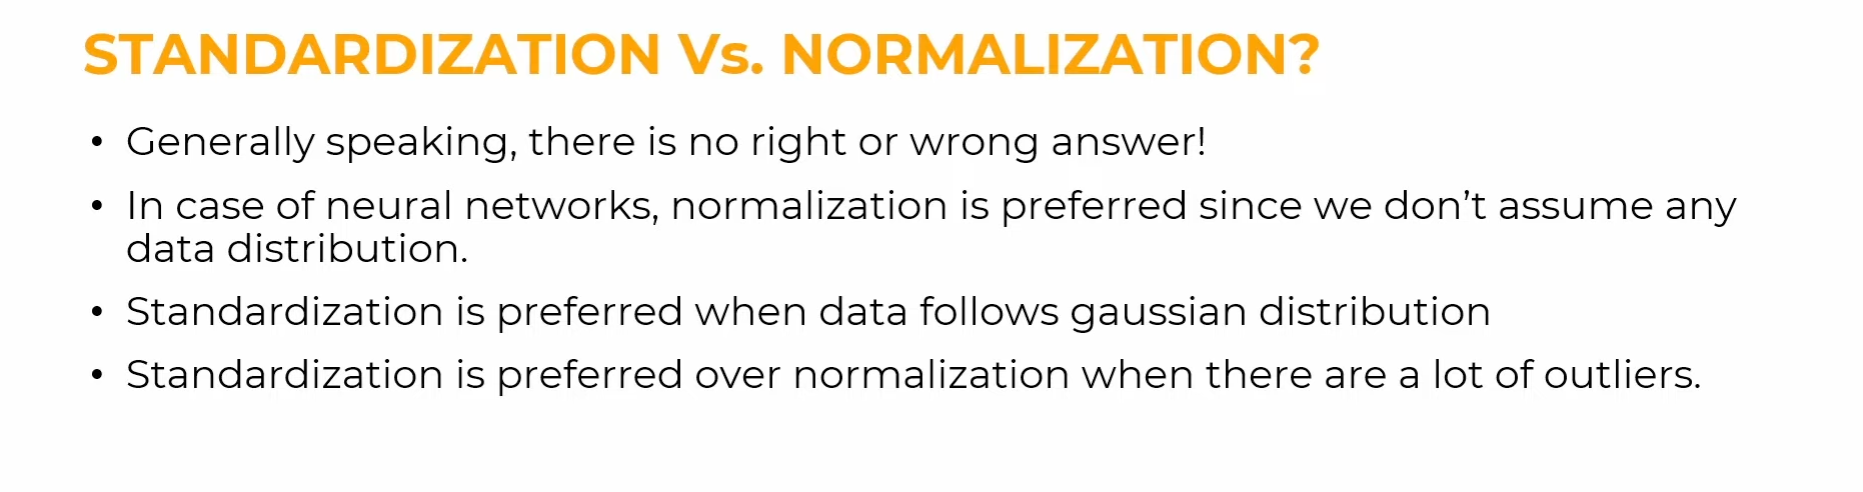 STANDARDIZATION Vs. NORMALIZATION?
• Generally speaking, there is no right or wrong answer!
• In case of neural networks, normalization is preferred since we don’t assume any
data distribution.
• Standardization is preferred when data follows gaussian distribution
• Standardization is preferred over normalization when there are a lot of outliers.